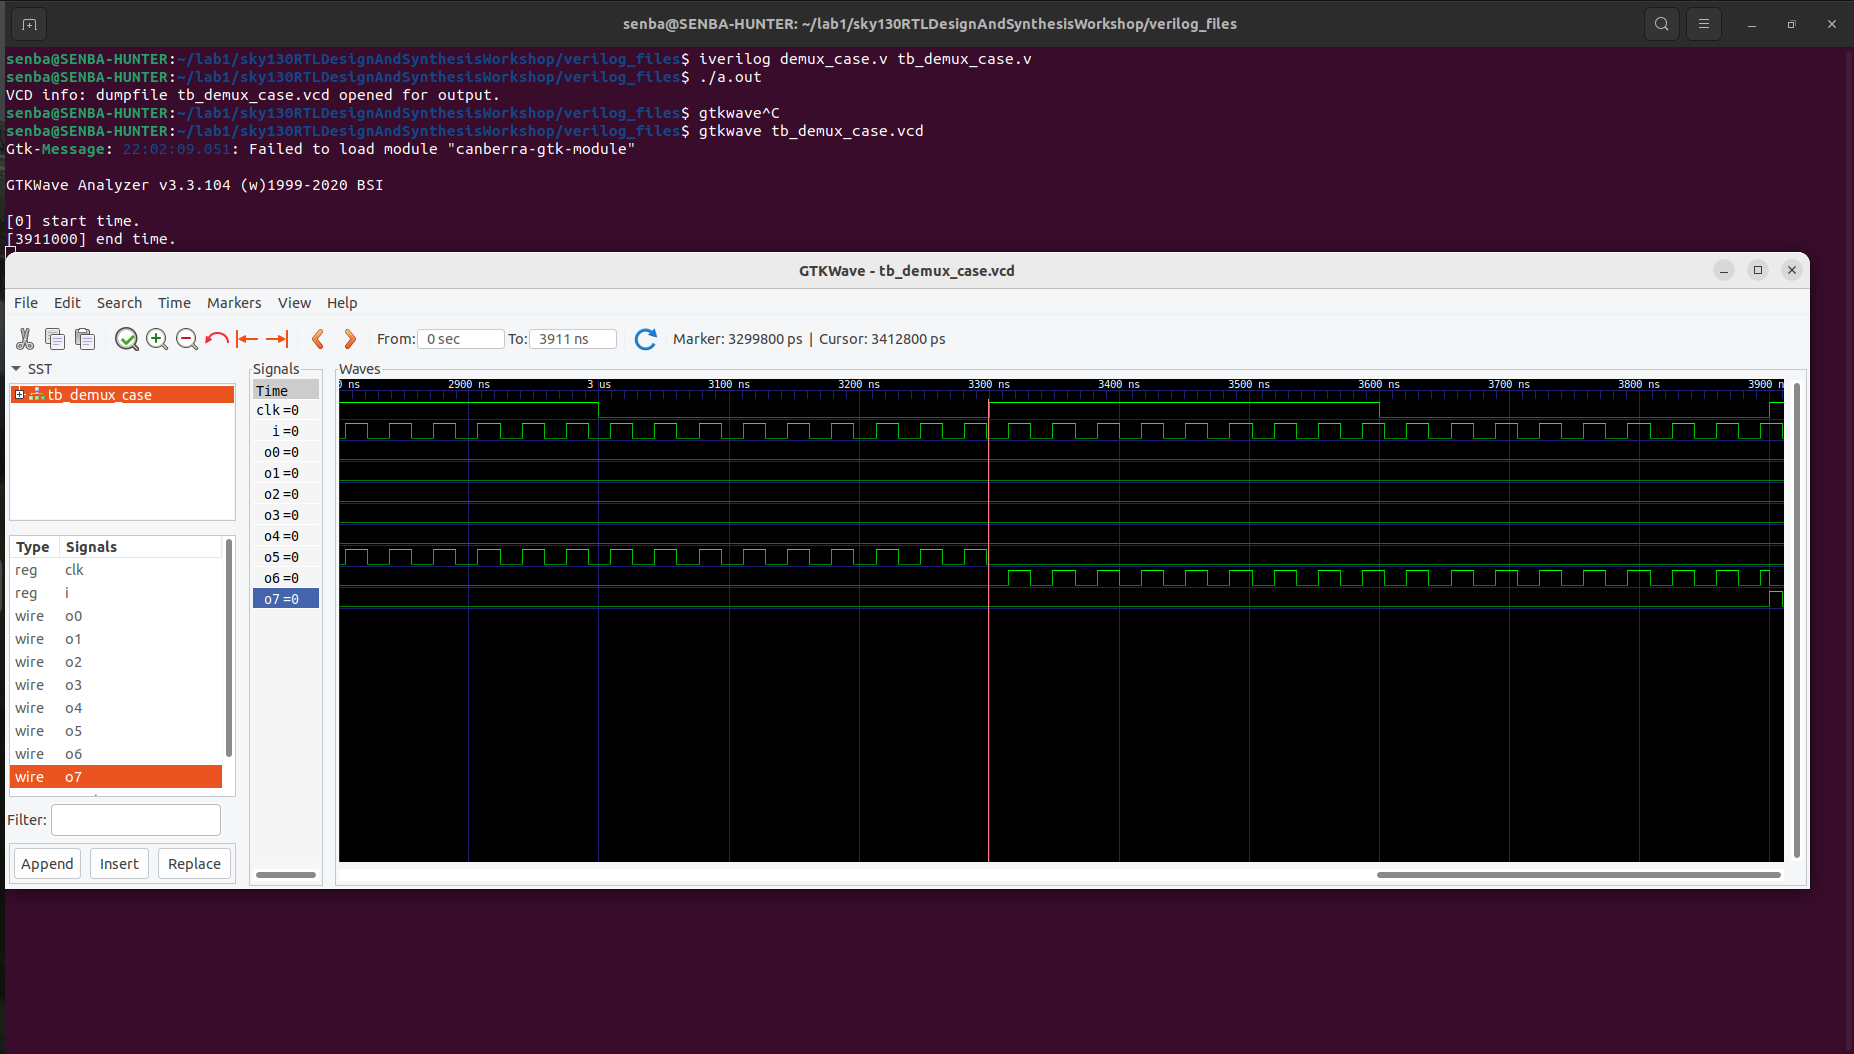 senba@SENBA-HUNTER: ~/lab1/sky130RTLDesignAndSynthesisWorkshop/verilog_files
senba@SENBA-HUNTER:~/lab1/sky130RTLDesignAndSynthesisWorkshop/verilog_files$ iverilog demux_case.v tb_demux_case.v
senba@SENBA-HUNTER:~/lab1/sky130RTLDesignAndSynthesisWorkshop/verilog_files$ ./a.out
VCD info: dumpfile tb_demux_case.vcd opened for output.
senba@SENBA-HUNTER:~/lab1/sky130RTLDesignAndSynthesisWorkshop/verilog_files$ gtkwave^C
senba@SENBA-HUNTER:~/lab1/sky130RTLDesignAndSynthesisWorkshop/verilog_files$ gtkwave tb_demux_case.vcd
Gtk-Message: 22:02:09.051: Failed to load module "canberra-gtk-module"
GTKWave Analyzer v3.3.104 (w)1999-2020 BSI
[0] start time.
[3911000] end time.
GTKWave - tb_demux_case.vcd
File Edit Search Time Markers View Help
From: 0 sec To: 3911 ns Marker: 3299800 ps | Cursor: 3412800 ps
SST
tb_demux_case
Type Signals
reg clk
reg i
wire o0
wire o1
wire o2
wire o3
wire o4
wire o5
wire o6
wire o7
Filter:
Append Insert Replace
Signals
Time
clk=0
i=0
o0=0
o1=0
o2=0
o3=0
o4=0
o5=0
o6=0
o7=0
Waves
0 ns 2900 ns 3 us 3100 ns 3200 ns 3300 ns 3400 ns 3500 ns 3600 ns 3700 ns 3800 ns 3900 n